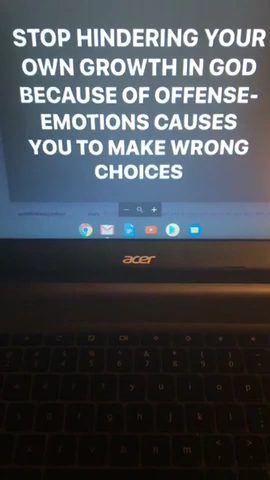 STOP HINDERING YOUR
OWN GROWTH IN GOD
BECAUSE OF OFFENSE-
EMOTIONS CAUSES
YOU TO MAKE WRONG
CHOICES
acer